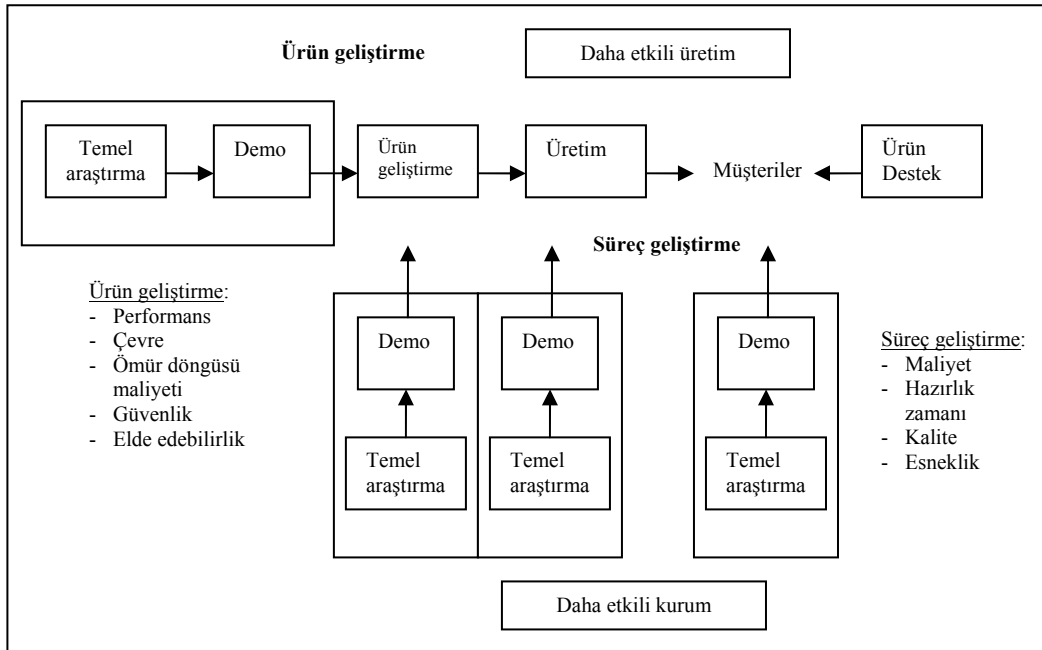 Ürün geliştirme
Daha etkili üretim
Temel
araştırma
Demo
Ürün
geliştirme
Üretim
Müşteriler
Ürün
Destek
Süreç geliştirme
Ürün geliştirme:
- Performans
- Çevre
- Ömür döngüsü
maliyeti
- Güvenlik
- Elde edebilirlik
Demo
Temel
araştırma
Demo
Temel
araştırma
Demo
Temel
araştırma
Süreç geliştirme:
- Maliyet
- Hazırlık
zamanı
- Kalite
- Esneklik
Daha etkili kurum